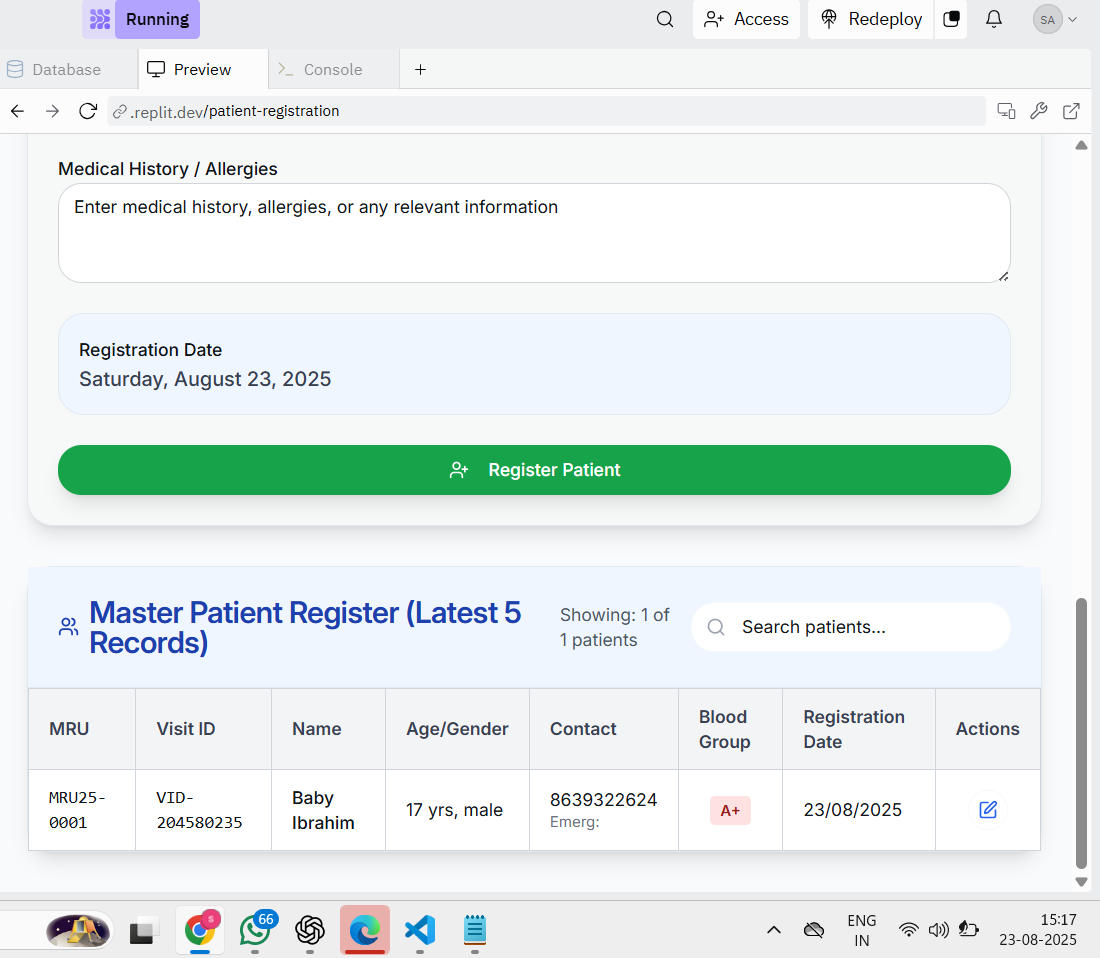 Running
Access
Redeploy
SA
Database
Preview
Console
.replit.dev/patient-registration
Medical History / Allergies
Enter medical history, allergies, or any relevant information
Registration Date
Saturday, August 23, 2025
Register Patient
Master Patient Register (Latest 5
Records)
Showing: 1 of
1 patients
Search patients...
MRU
Visit ID
Name
Age/Gender
Contact
Blood
Group
Registration
Date
Actions
MRU25-
0001
VID-
204580235
Baby
Ibrahim
17 yrs, male
8639322624
Emerg:
A+
23/08/2025
s
66
ENG
IN
15:17
23-08-2025